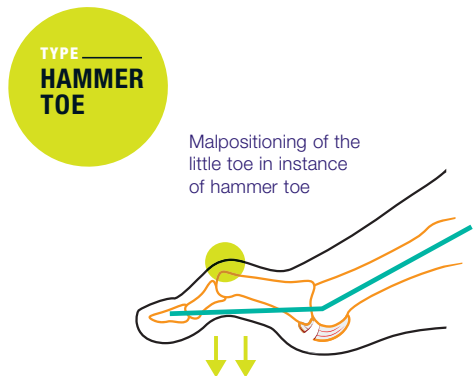 TYPE
HAMMER
TOE
Malpositioning of the
little toe in instance
of hammer toe